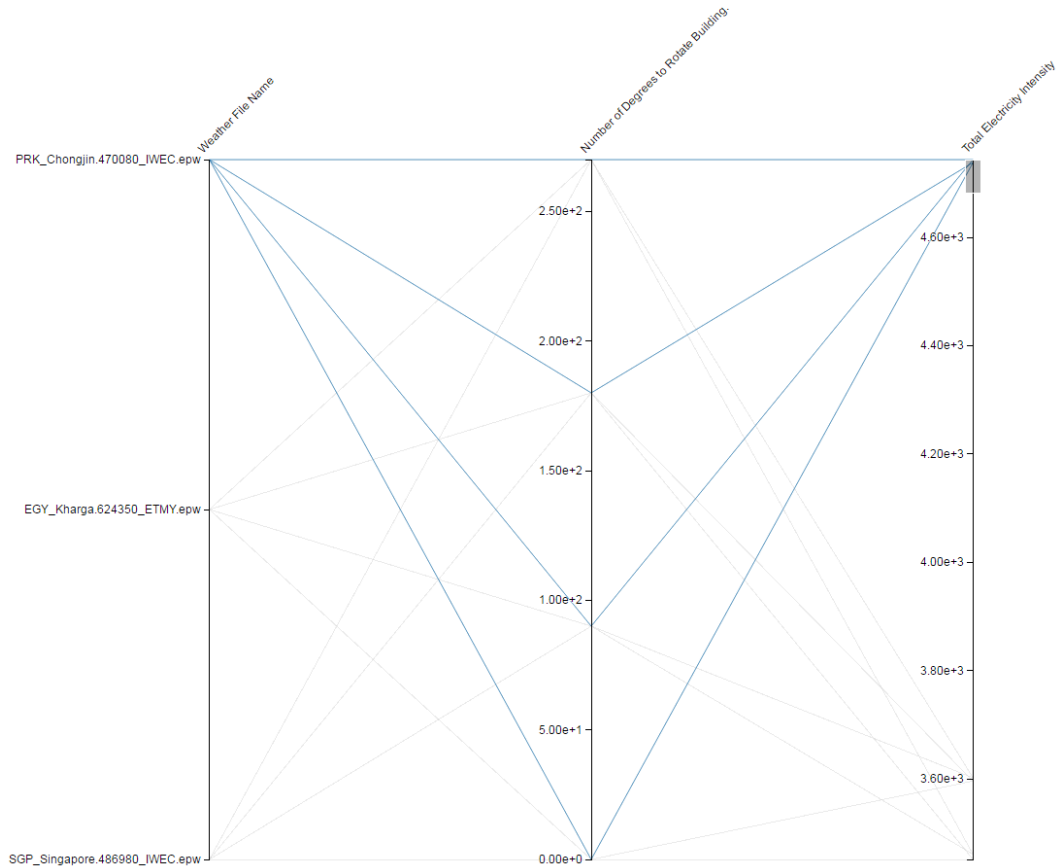 Weather File Name
Number of Degrees to Rotate Building.
Total Electricity Intensity
PRK_Chongjin.470080_IWEC.epw
EGY_Kharga.624350_ETMY.epw
SGP_Singapore.486980_IWEC.epw
2.50e+2
2.00e+2
1.50e+2
1.00e+2
5.00e+1
0.00e+0
4.60e+3
4.40e+3
4.20e+3
4.00e+3
3.80e+3
3.60e+3